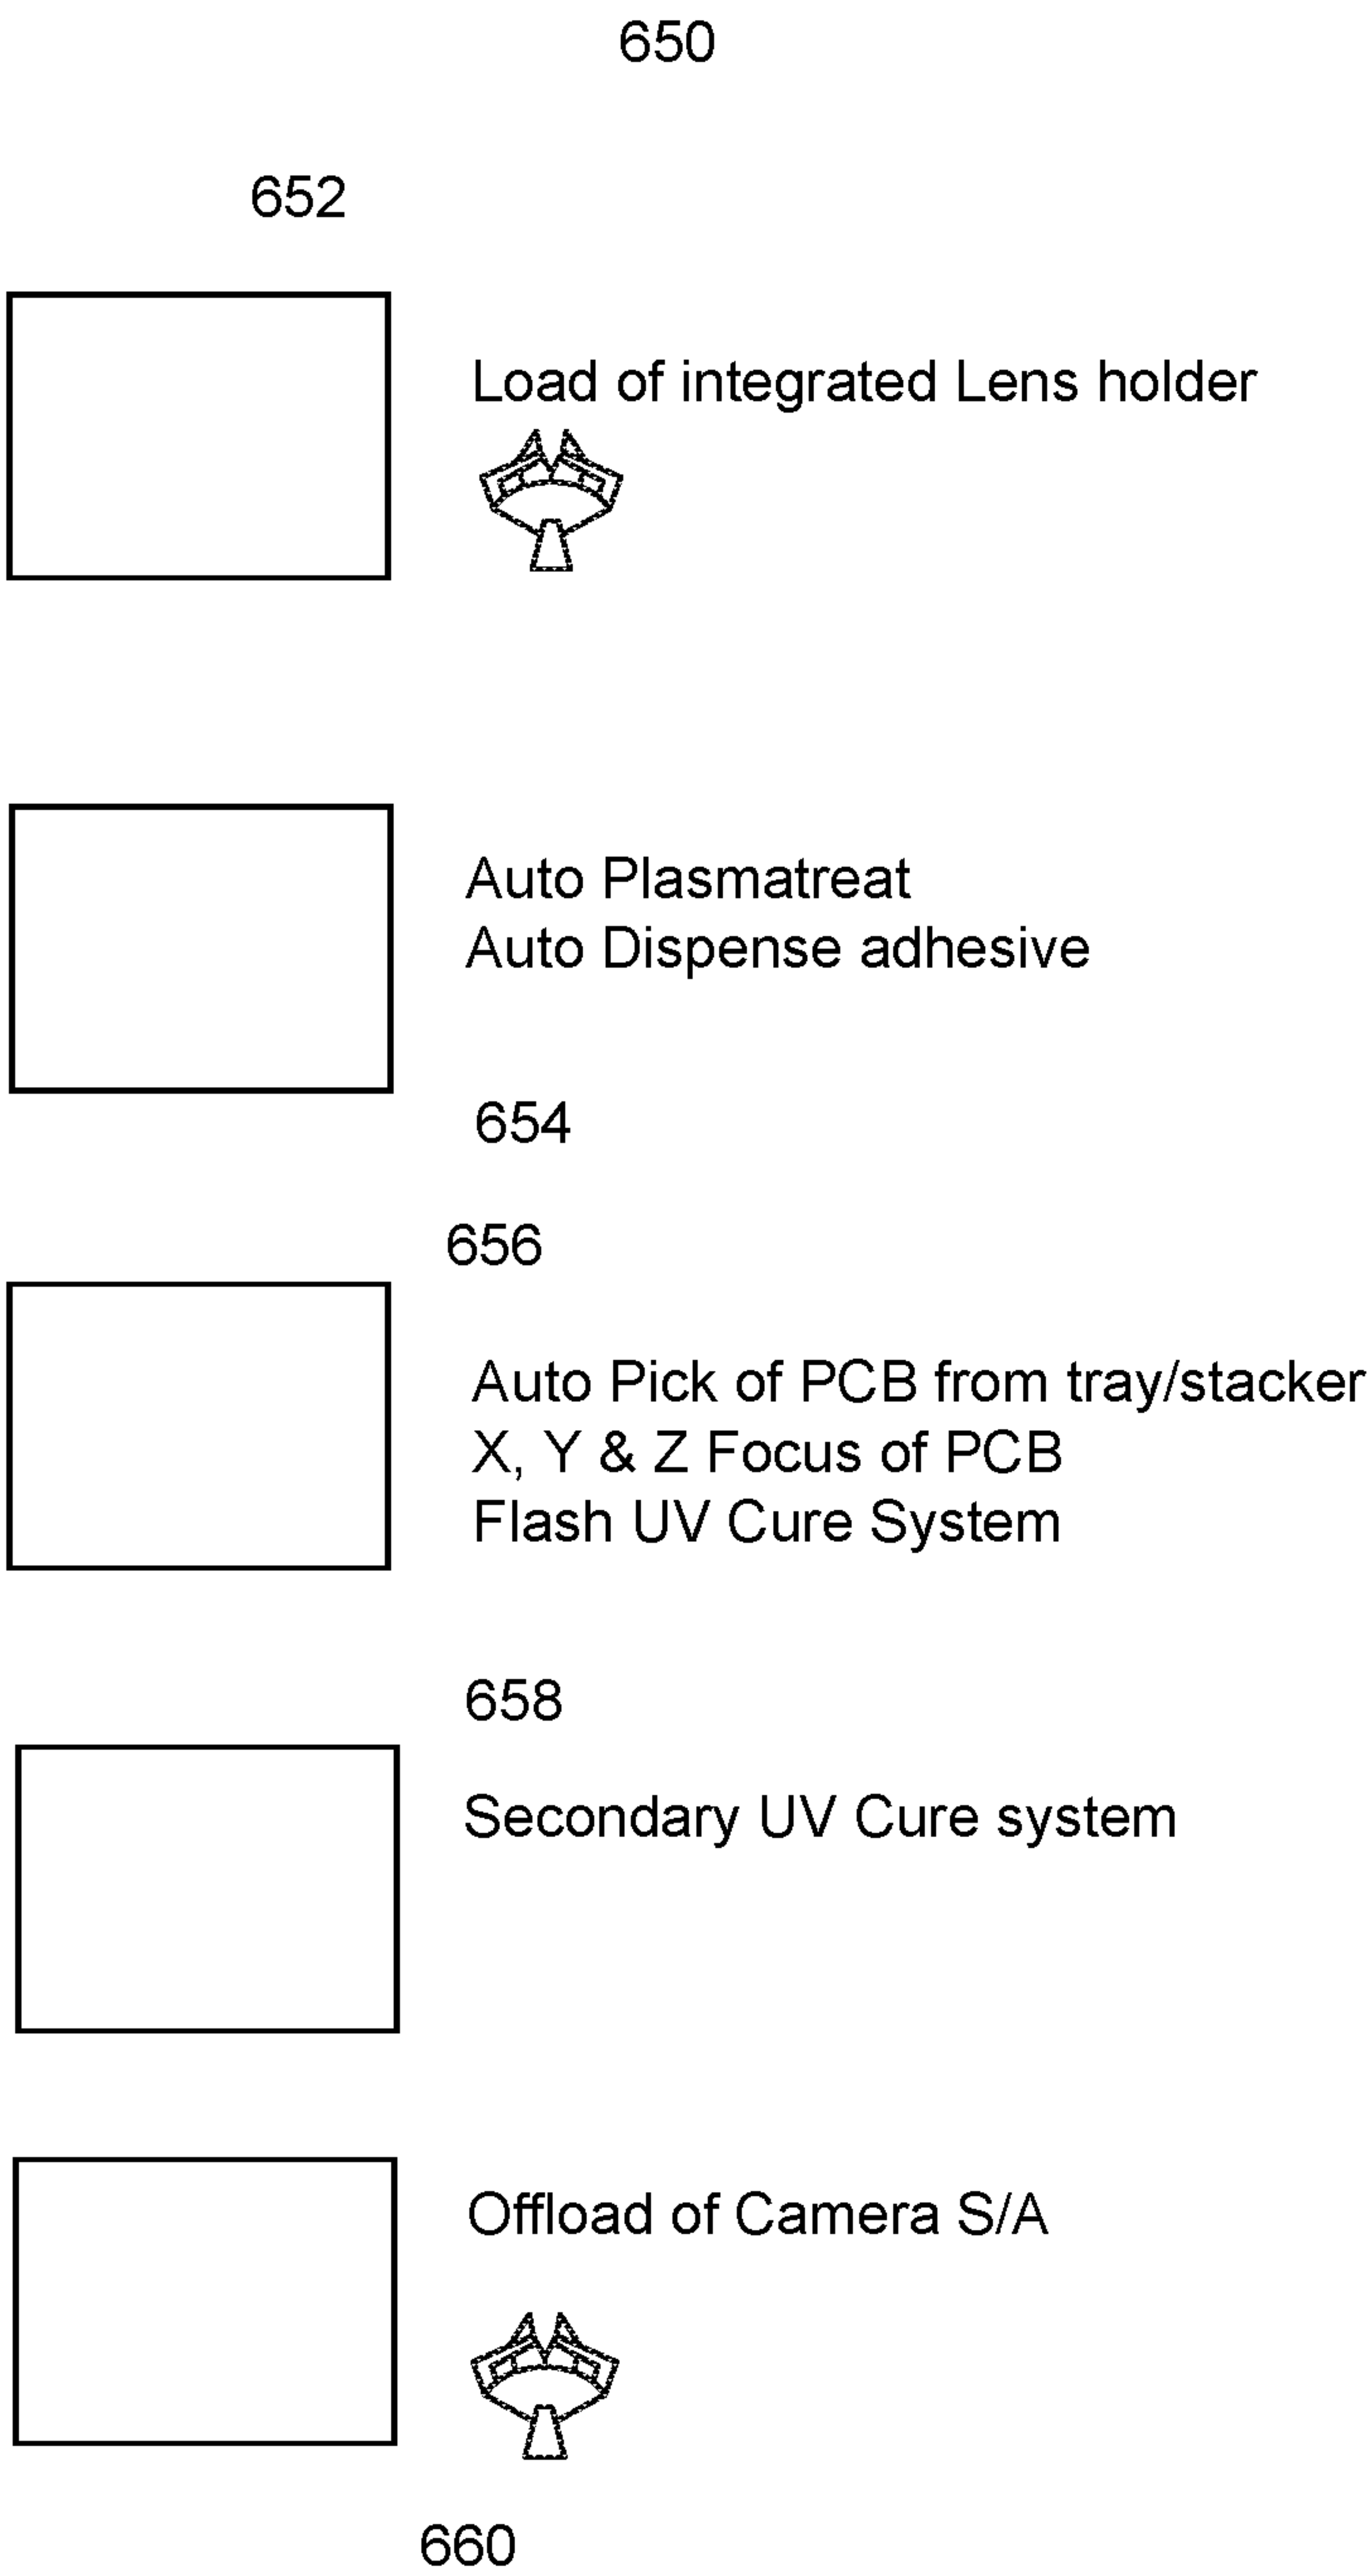 650
652
Load of integrated Lens holder
Auto Plasmatreat
Auto Dispense adhesive
654
656
Auto Pick of PCB from tray/stacker
X, Y & Z Focus of PCB
Flash UV Cure System
658
Secondary UV Cure system
Offload of Camera S/A
660